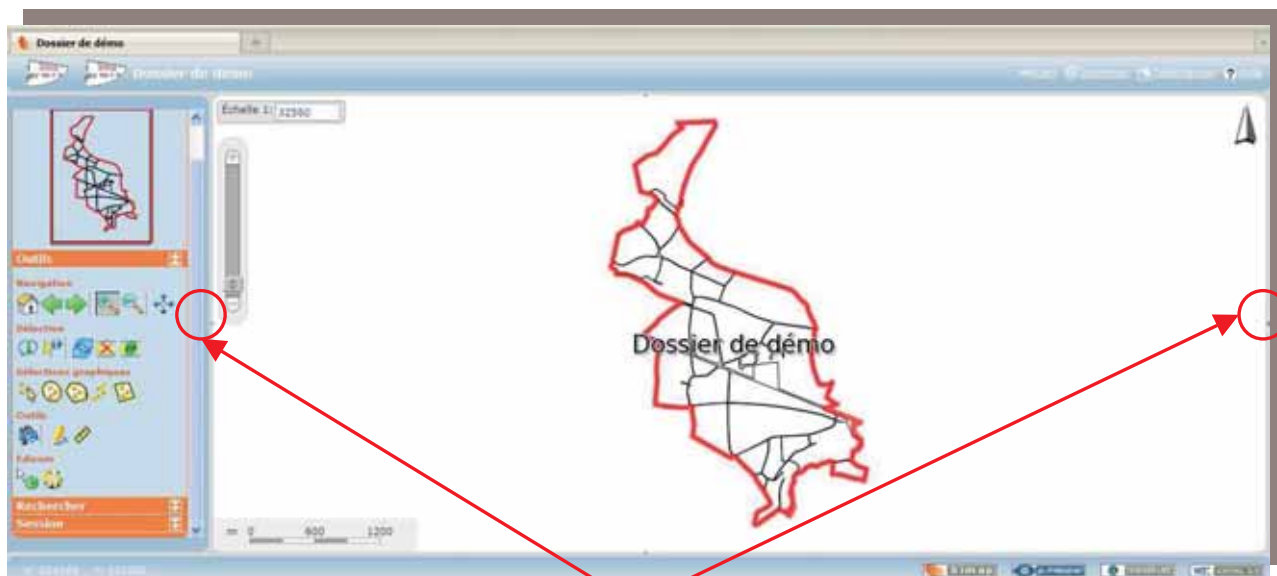 Dossier de démo
Dossier de démo
Échelle 1: 32560
Outils
Navigation
Sélection
Sélections graphiques
Outils
Edition
Rechercher
Session
Dossier de démo
m 0 600 1200